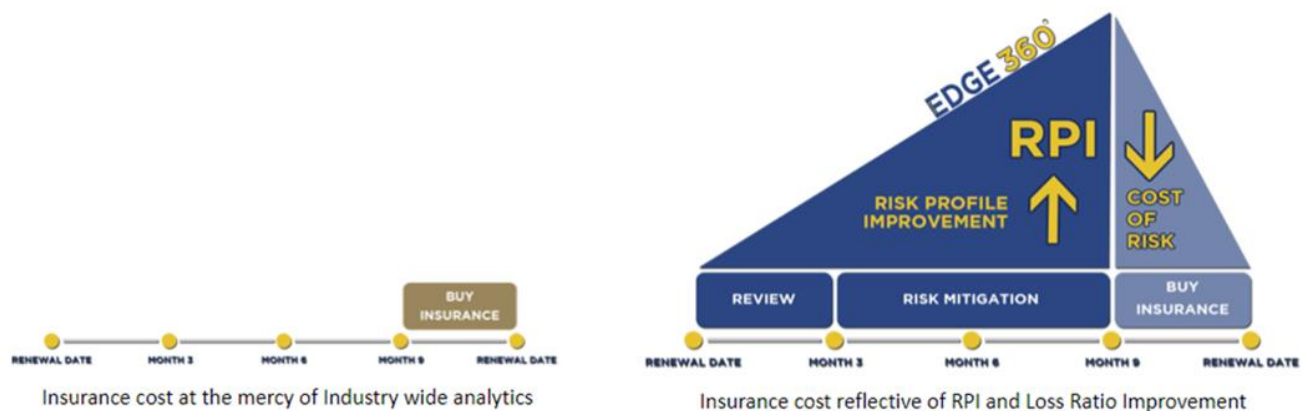 BUY
INSURANCE
RENEWAL DATE
MONTH 3
MONTH 6
MONTH 9
RENEWAL DATE
Insurance cost at the mercy of Industry wide analytics
EDGE 360°
RPI
RISK PROFILE
IMPROVEMENT
COST
OF
RISK
REVIEW
RISK MITIGATION
BUY
INSURANCE
RENEWAL DATE
MONTH 3
MONTH 6
MONTH 9
RENEWAL DATE
Insurance cost reflective of RPI and Loss Ratio Improvement